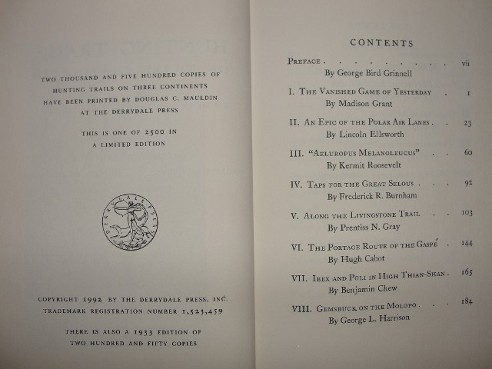 TWO THOUSAND AND FIVE HUNDRED COPIES OF
HUNTING TRAILS ON THREE CONTINENTS
HAVE BEEN PRINTED BY DOUGLAS C. MAULDIN
AT THE DERRYDALE PRESS
THIS IS ONE OF 2500 IN
A LIMITED EDITION
COPYRIGHT 1992 BY THE DERRYDALE PRESS, INC.
TRADEMARK REGISTRATION NUMBER 1,523,439
THERE IS ALSO A 1933 EDITION OF
TWO HUNDRED AND FIFTY COPIES
CONTENTS
PREFACE . . . . . . . . . vii
By George Bird Grinnell
I. THE VANISHED GAME OF YESTERDAY . 1
By Madison Grant
II. AN EPIC OF THE POLAR AIR LANES . 23
By Lincoln Ellsworth
III. "AELUROPUS MELANOLEUCUS" . . 60
By Kermit Roosevelt
IV. TAPS FOR THE GREAT SELOUS . . . 92
By Frederick R. Burnham
V. ALONG THE LIVINGSTONE TRAIL . . 103
By Prentiss N. Gray
VI. THE PORTAGE ROUTE OF THE GASPÉ . 144
By Hugh Cabot
VII. IBEX AND POLI IN HIGH THIAN-SHAN . 165
By Benjamin Chew
VIII. GEMSBUCK ON THE MOLOPO . . . 184
By George L. Harrison